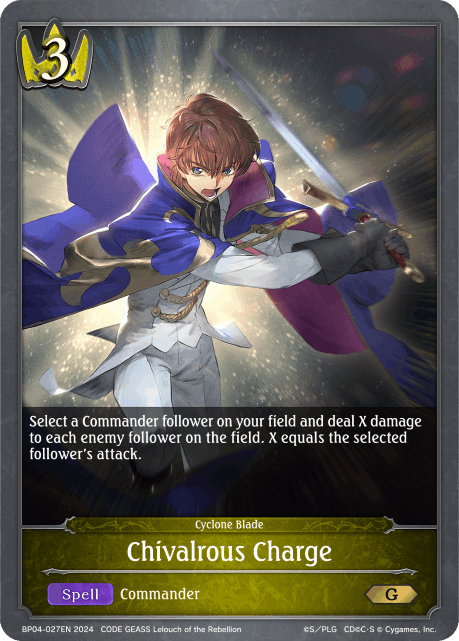 3
Select a Commander follower on your field and deal X damage
to each enemy follower on the field. X equals the selected
follower's attack.
Cyclone Blade
Chivalrous Charge
Spell Commander G
BP04-027EN 2024 CODE GEASS Lelouch of the Rebellion ©S／PLG CD©C·S © Cygames, Inc.